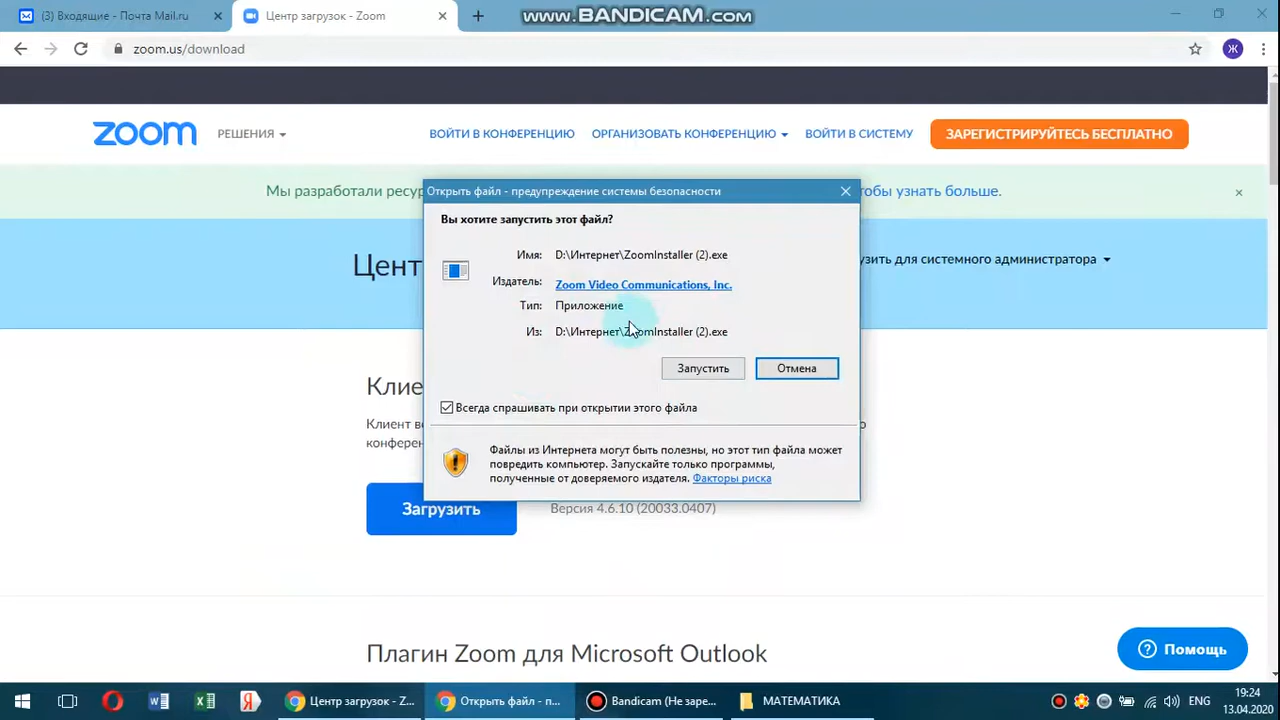 (3) Входящие - Почта Mail.ru
Центр загрузок - Zoom
www.BANDICAM.com
zoom.us/download
Ж
zoom
РЕШЕНИЯ
ВОЙТИ В КОНФЕРЕНЦИЮ
ОРГАНИЗОВАТЬ КОНФЕРЕНЦИЮ
ВОЙТИ В СИСТЕМУ
ЗАРЕГИСТРИРУЙТЕСЬ БЕСПЛАТНО
Мы разработали ресур
тобы узнать больше.
Цент
узить для системного администратора
Открыть файл - предупреждение системы безопасности
Вы хотите запустить этот файл?
Имя: D:\Интернет\ZoomInstaller (2).exe
Издатель: Zoom Video Communications, Inc.
Тип: Приложение
Из: D:\Интернет\ZoomInstaller (2).exe
Запустить
Отмена
Всегда спрашивать при открытии этого файла
Файлы из Интернета могут быть полезны, но этот тип файла может
повредить компьютер. Запускайте только программы,
полученные от доверяемого издателя. Факторы риска
Клие
Клиент в
о
конферен
Загрузить
Версия 4.6.10 (20033.0407)
Плагин Zoom для Microsoft Outlook
Помощь
Центр загрузок - Z...
Открыть файл - п...
Bandicam (Не заре...
МАТЕМАТИКА
ENG
19:24
13.04.2020